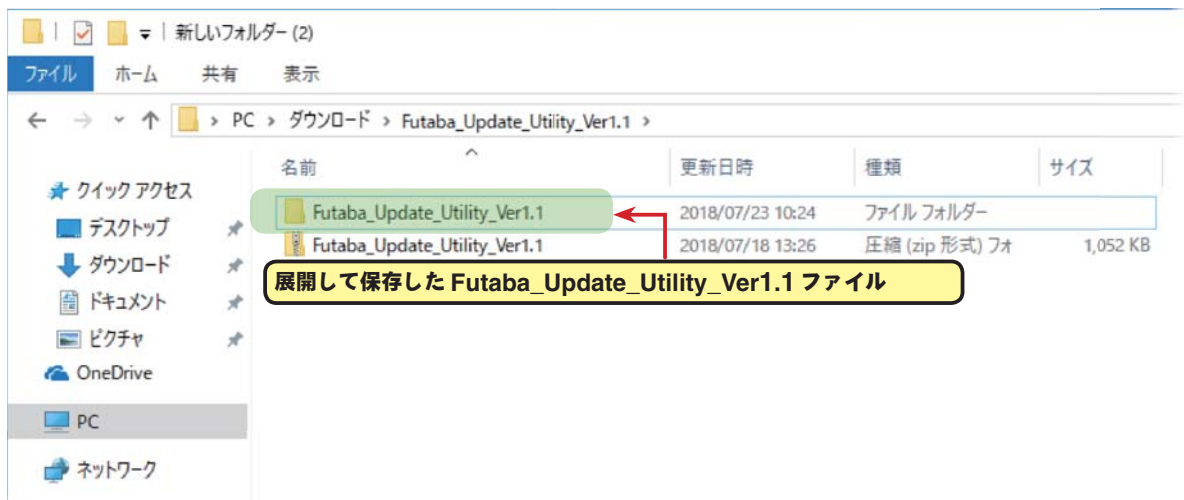 新しいフォルダー (2)
ファイル ホーム 共有 表示
PC › ダウンロード › Futaba_Update_Utility_Ver1.1 ›
名前 更新日時 種類 サイズ
クイック アクセス
デスクトップ
ダウンロード
ドキュメント
ピクチャ
OneDrive
PC
ネットワーク
Futaba_Update_Utility_Ver1.1 2018/07/23 10:24 ファイル フォルダー
Futaba_Update_Utility_Ver1.1 2018/07/18 13:26 圧縮 (zip 形式) フォ 1,052 KB
展開して保存した Futaba_Update_Utility_Ver1.1 ファイル